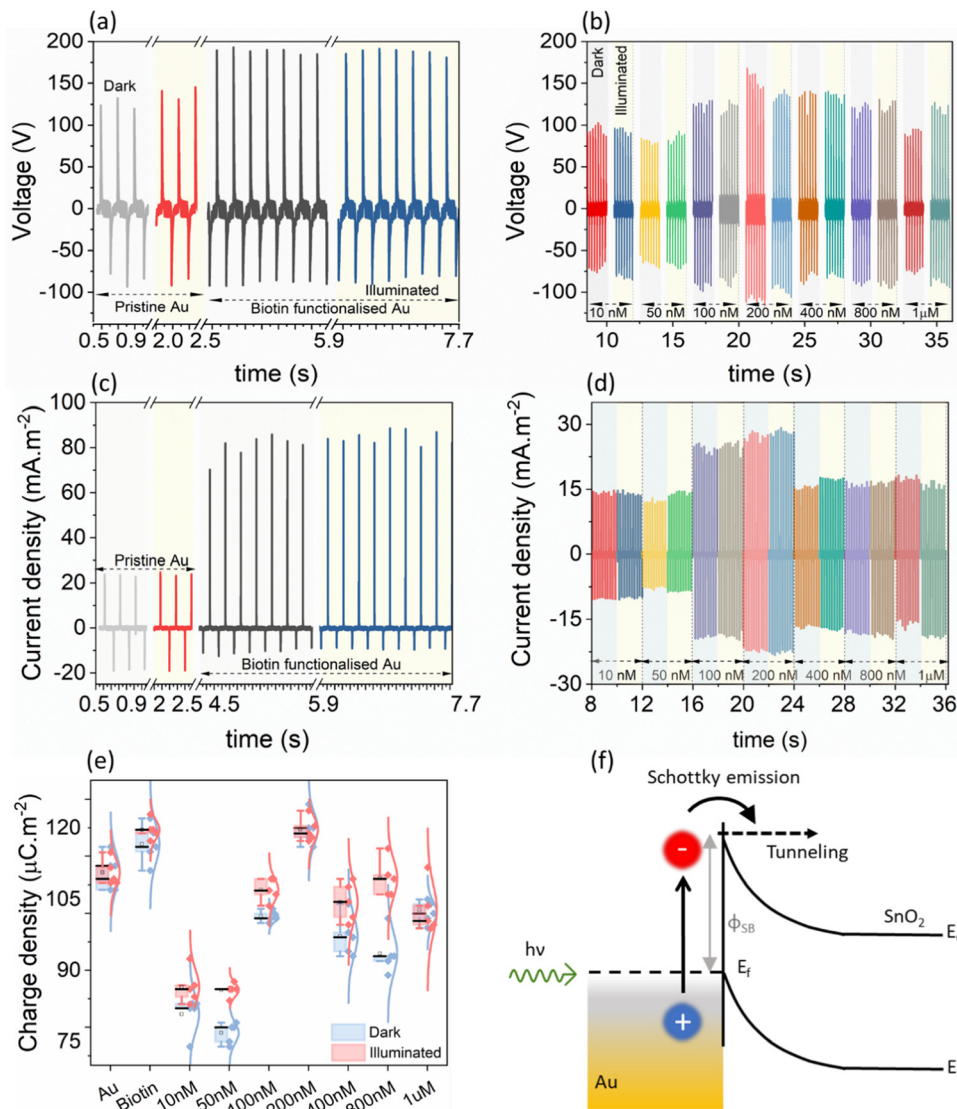 (a)
200
150
100
50
0
-50
-100
Voltage (V)
Dark
Illuminated
Pristine Au
Biotin functionalised Au
0.5 0.9 2.0 2.5 5.9 7.7
time (s)
(b)
200
150
100
50
0
-50
-100
Voltage (V)
Dark
Illuminated
10 nM 50 nM 100 nM 200 nM 400 nM 800 nM 1μM
10 15 20 25 30 35
time (s)
(c)
100
80
60
40
20
0
-20
Current density (mA.m-2)
Pristine Au
Biotin functionalised Au
0.5 0.9 2 2.5 4.5 5.9 7.7
time (s)
(d)
30
15
0
-15
-30
Current density (mA.m-2)
10 nM 50 nM 100 nM 200 nM 400 nM 800 nM 1μM
8 12 16 20 24 28 32 36
time (s)
(e)
120
105
90
75
Charge density (μC.m-2)
Dark
Illuminated
Au Biotin 10nM 50nM 100nM 200nM 400nM 800nM 1uM
(f)
Schottky emission
-
Tunneling
ϕSB
SnO2
hν
Ef
+
Au